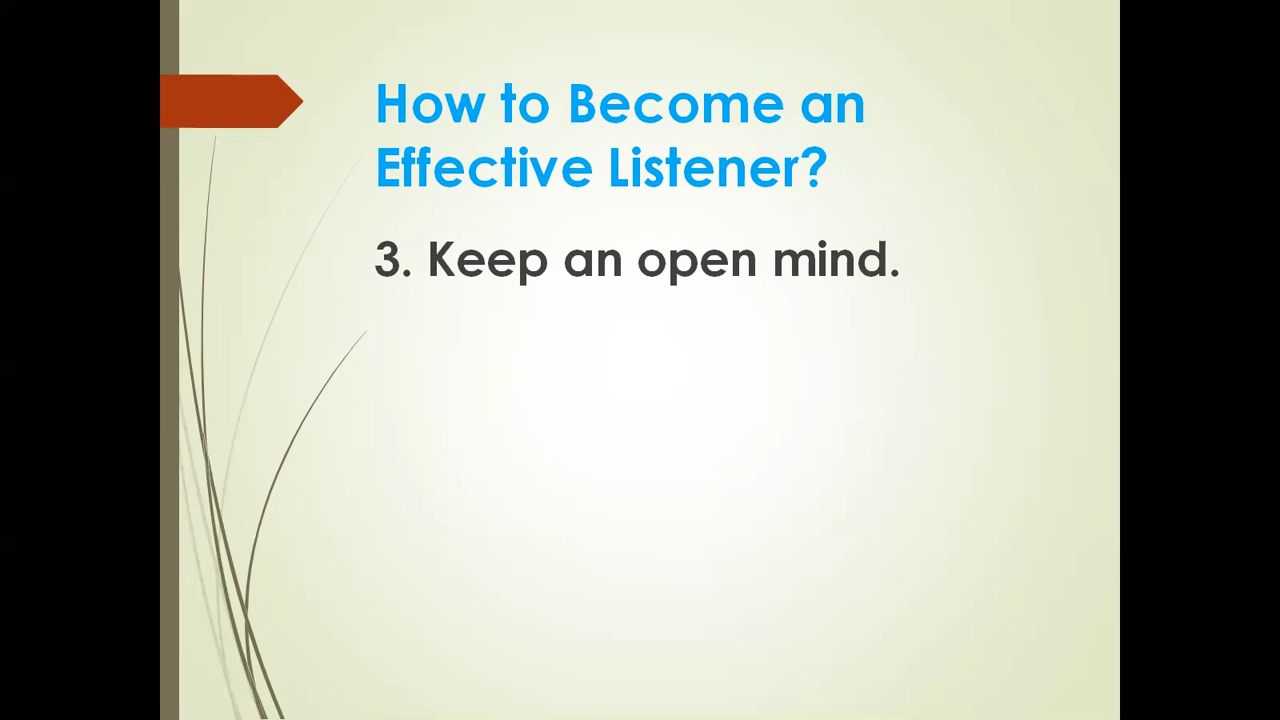 How to Become an
Effective Listener?
3. Keep an open mind.